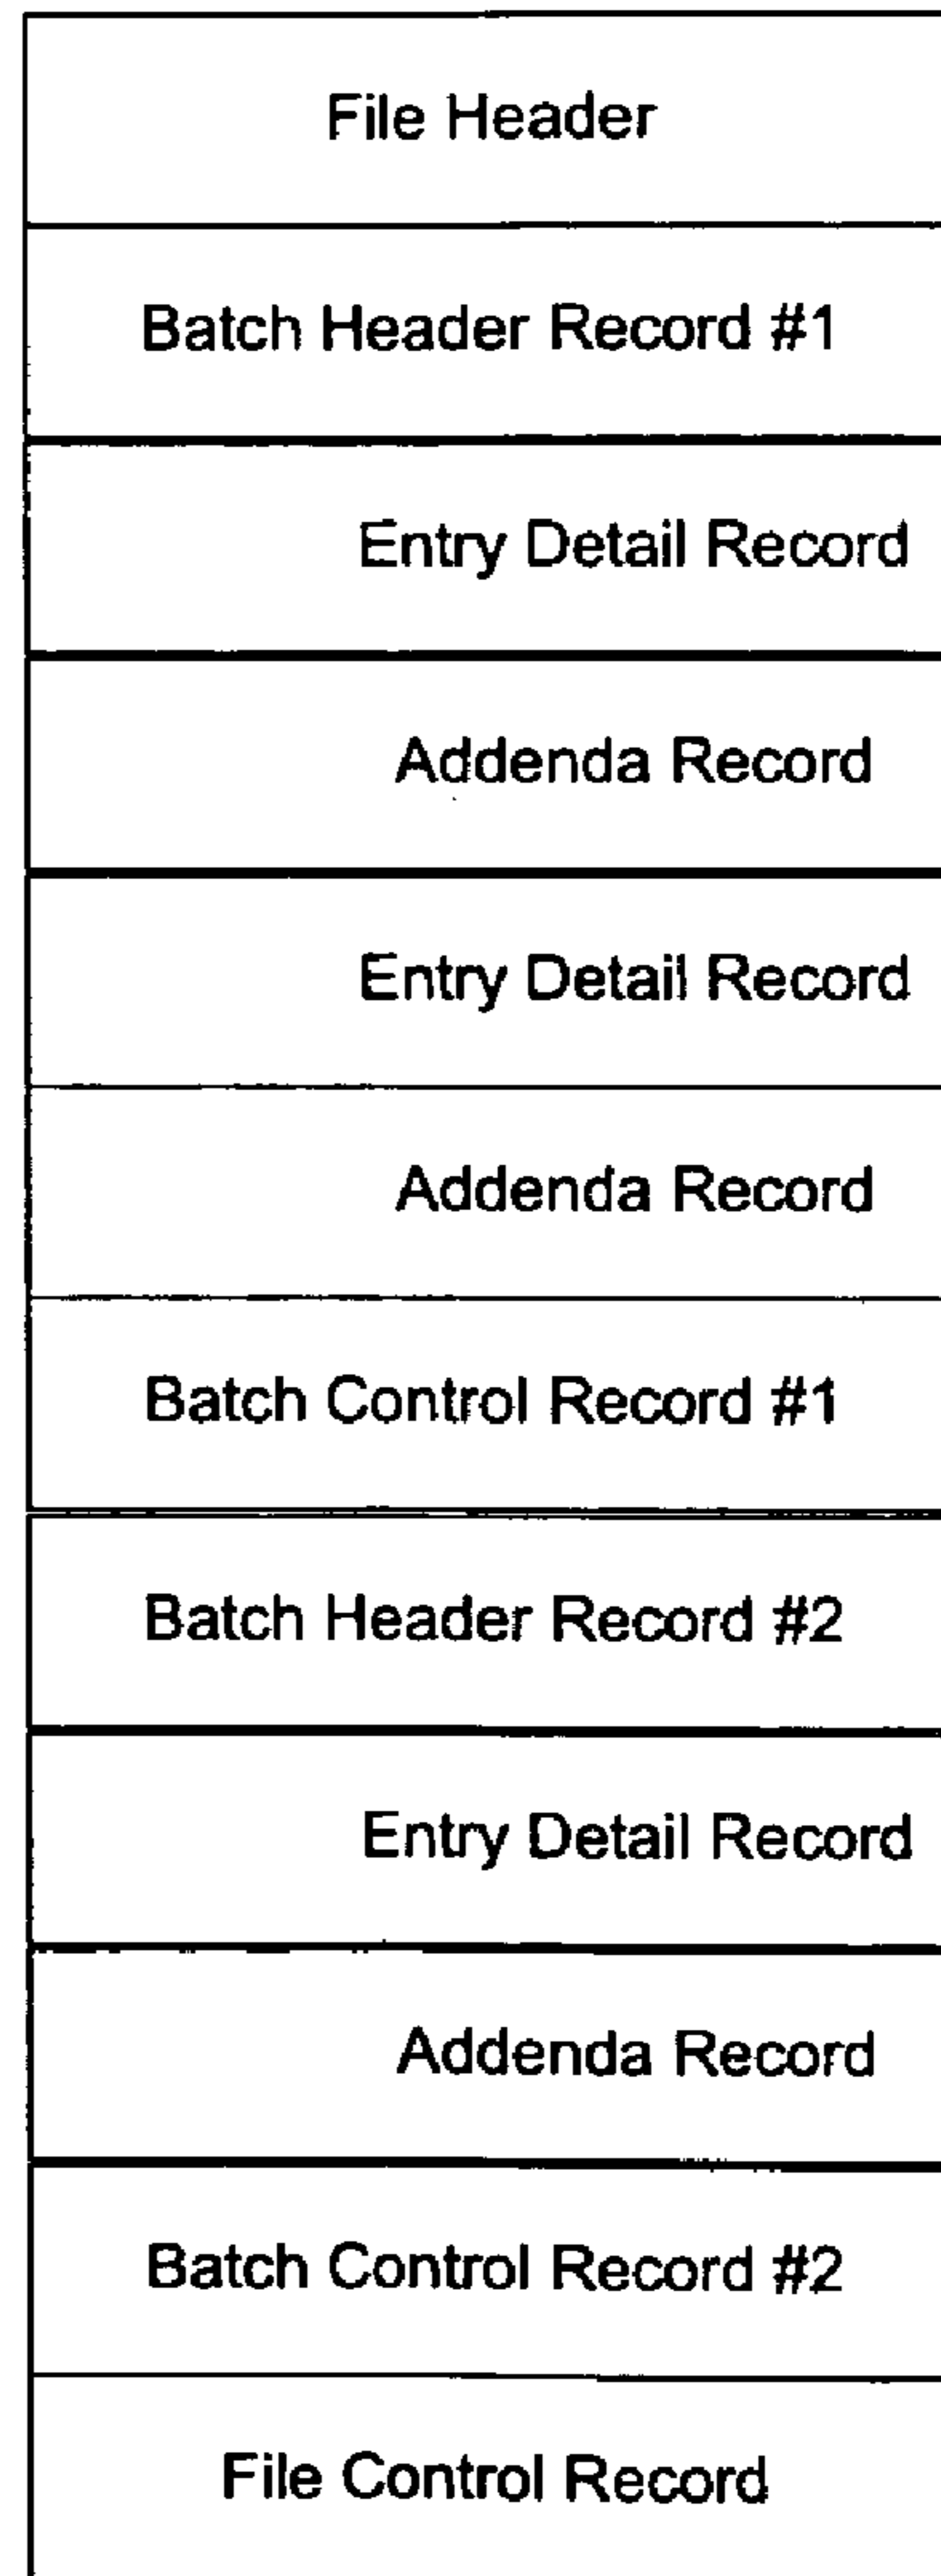 File Header
Batch Header Record #1
Entry Detail Record
Addenda Record
Entry Detail Record
Addenda Record
Batch Control Record #1
Batch Header Record #2
Entry Detail Record
Addenda Record
Batch Control Record #2
File Control Record